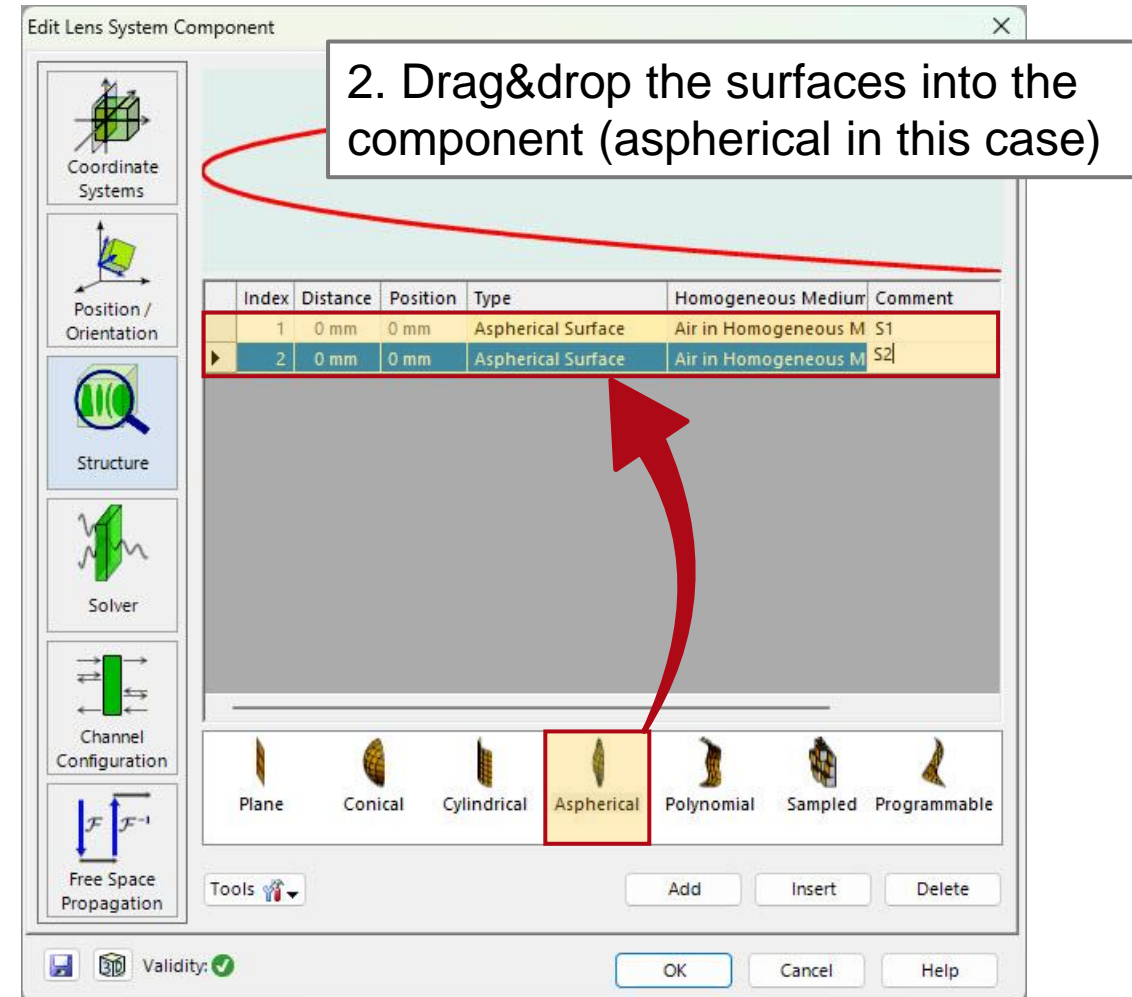 Edit Lens System Component
2. Drag&drop the surfaces into the
component (aspherical in this case)
Coordinate
Systems
Position /
Orientation
Structure
Solver
Channel
Configuration
F F-1
Free Space
Propagation
Index Distance Position Type Homogeneous Medium Comment
1 0 mm 0 mm Aspherical Surface Air in Homogeneous M S1
2 0 mm 0 mm Aspherical Surface Air in Homogeneous M S2
Plane Conical Cylindrical Aspherical Polynomial Sampled Programmable
Tools Add Insert Delete
3D Validity: OK Cancel Help